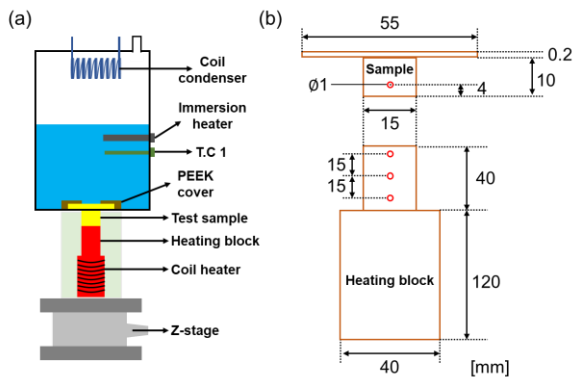 (a)
Coil
condenser
Immersion
heater
T.C 1
PEEK
cover
Test sample
Heating block
Coil heater
Z-stage
(b)
55
0.2
Sample
10
Ø1
4
15
15
15
40
Heating block
120
40
[mm]